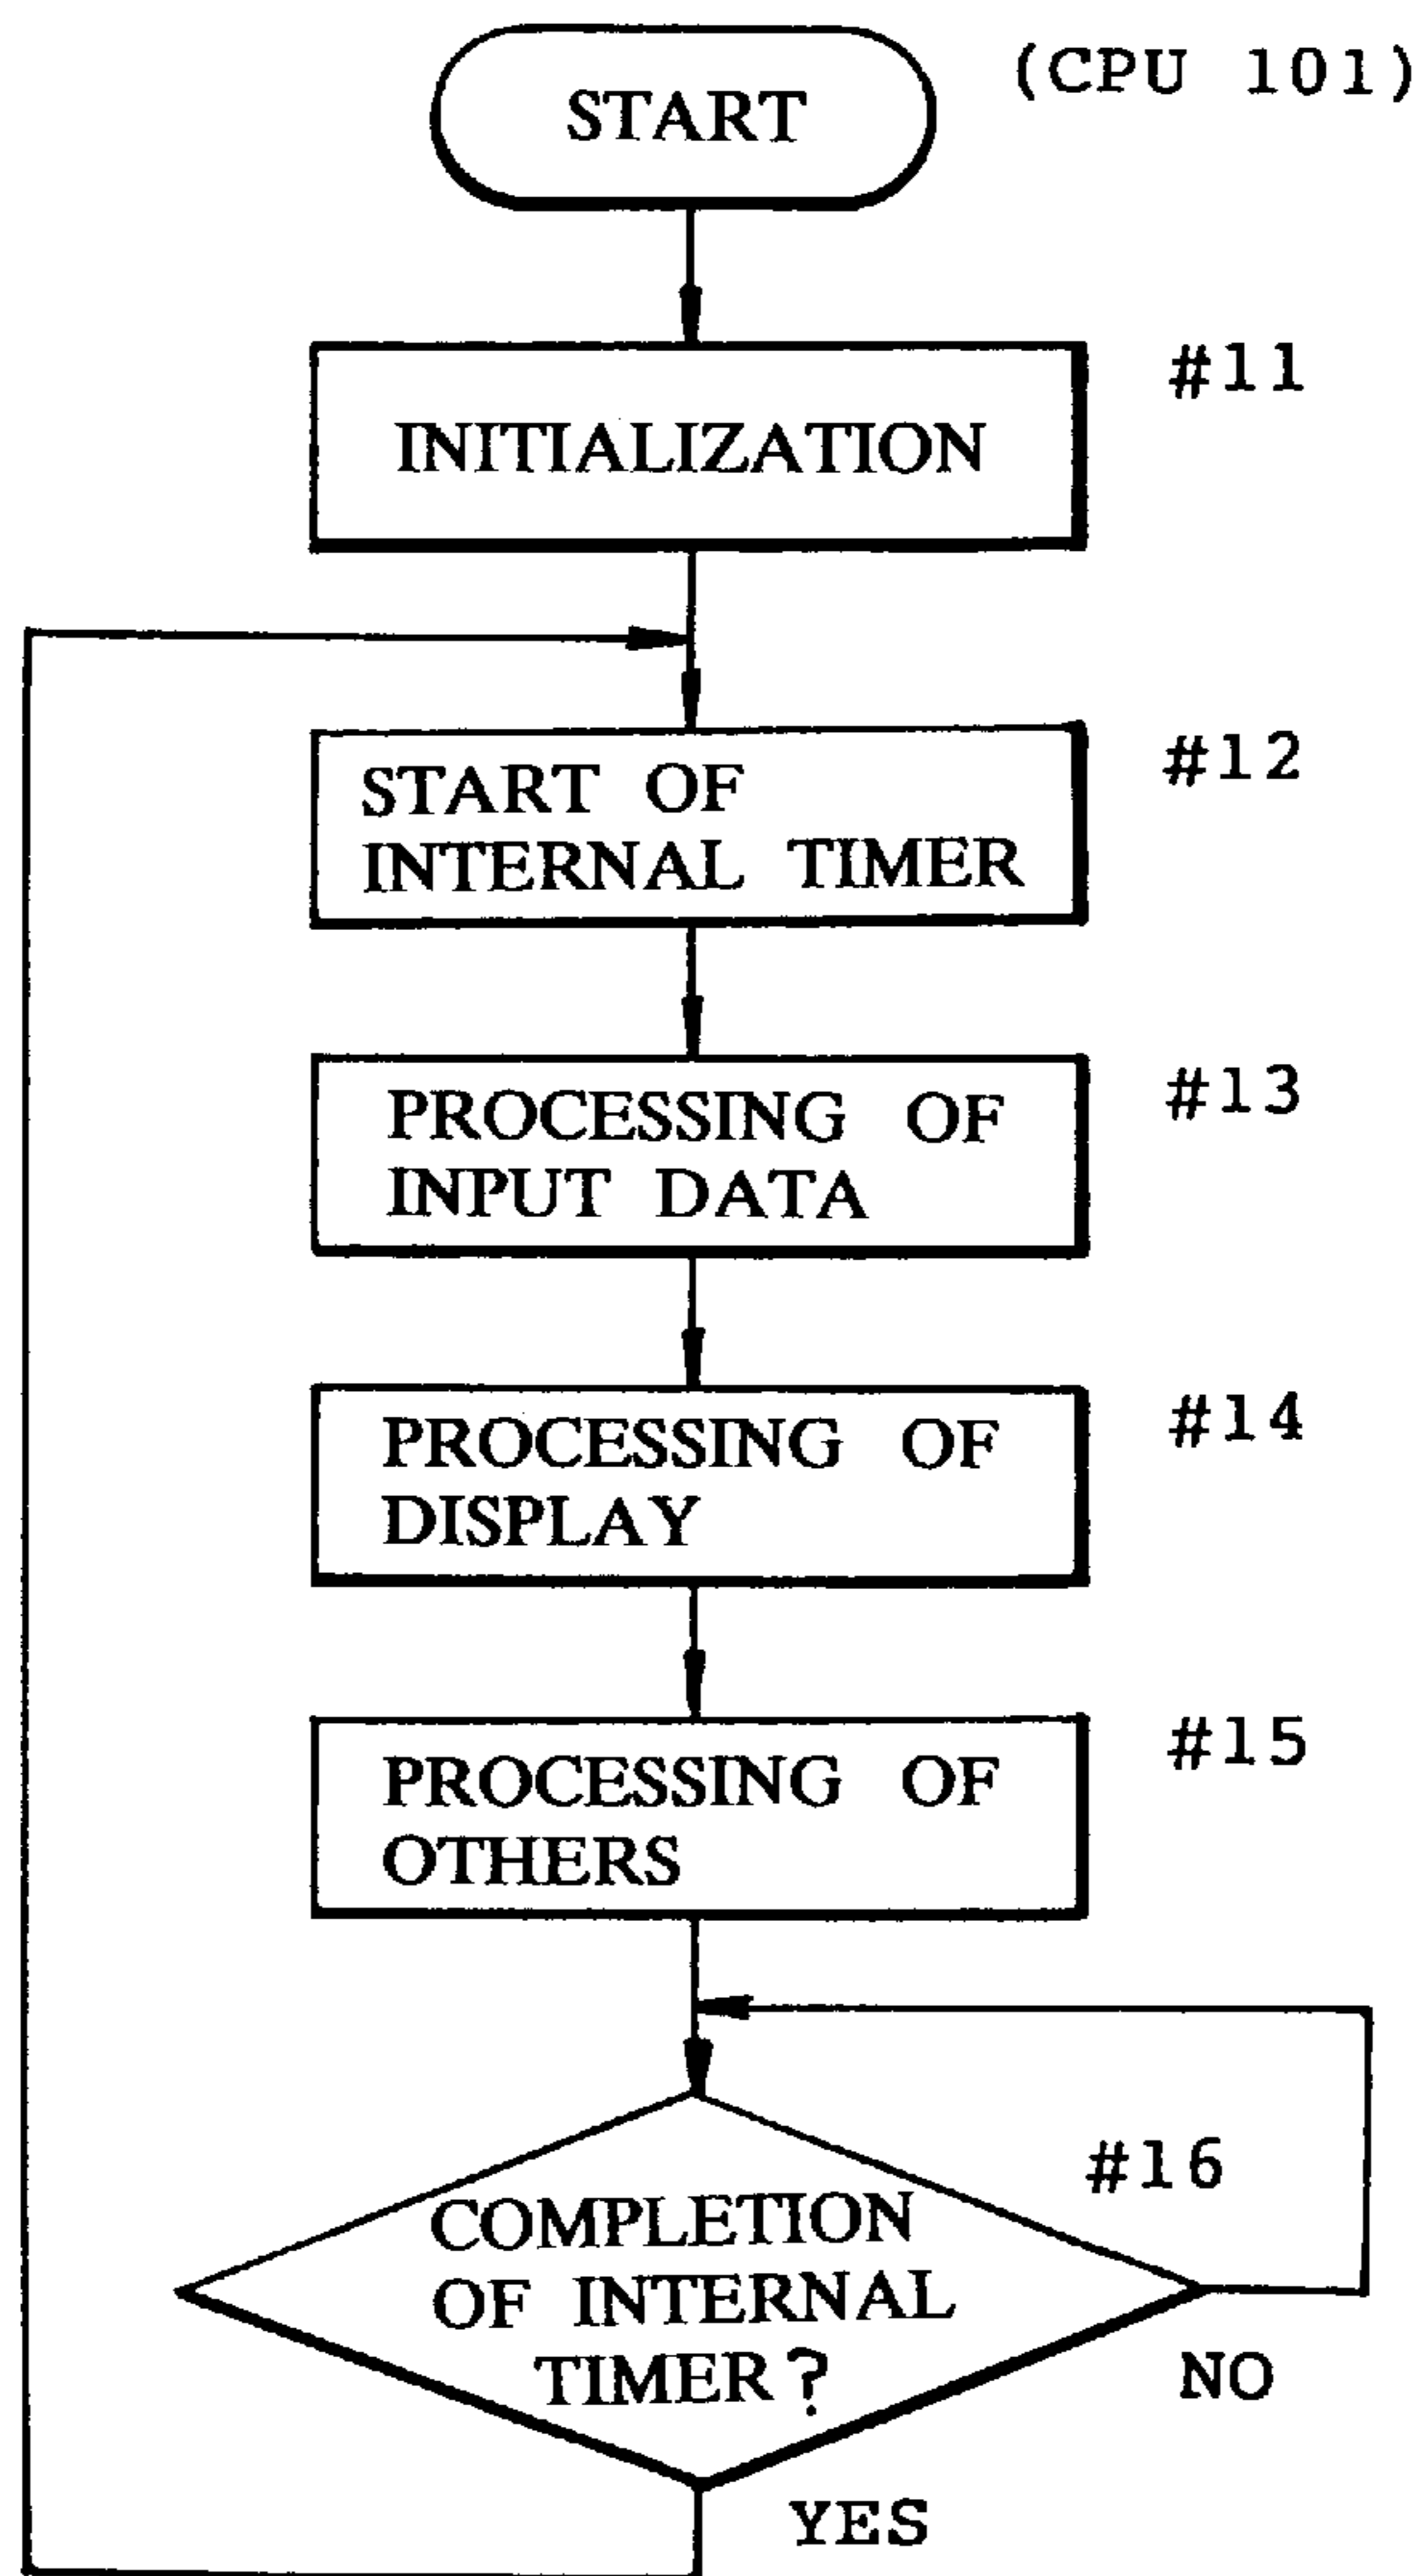 START
(CPU 101)
INITIALIZATION
#11
START OF
INTERNAL TIMER
#12
PROCESSING OF
INPUT DATA
#13
PROCESSING OF
DISPLAY
#14
PROCESSING OF
OTHERS
#15
COMPLETION
OF INTERNAL
TIMER?
#16
NO
YES